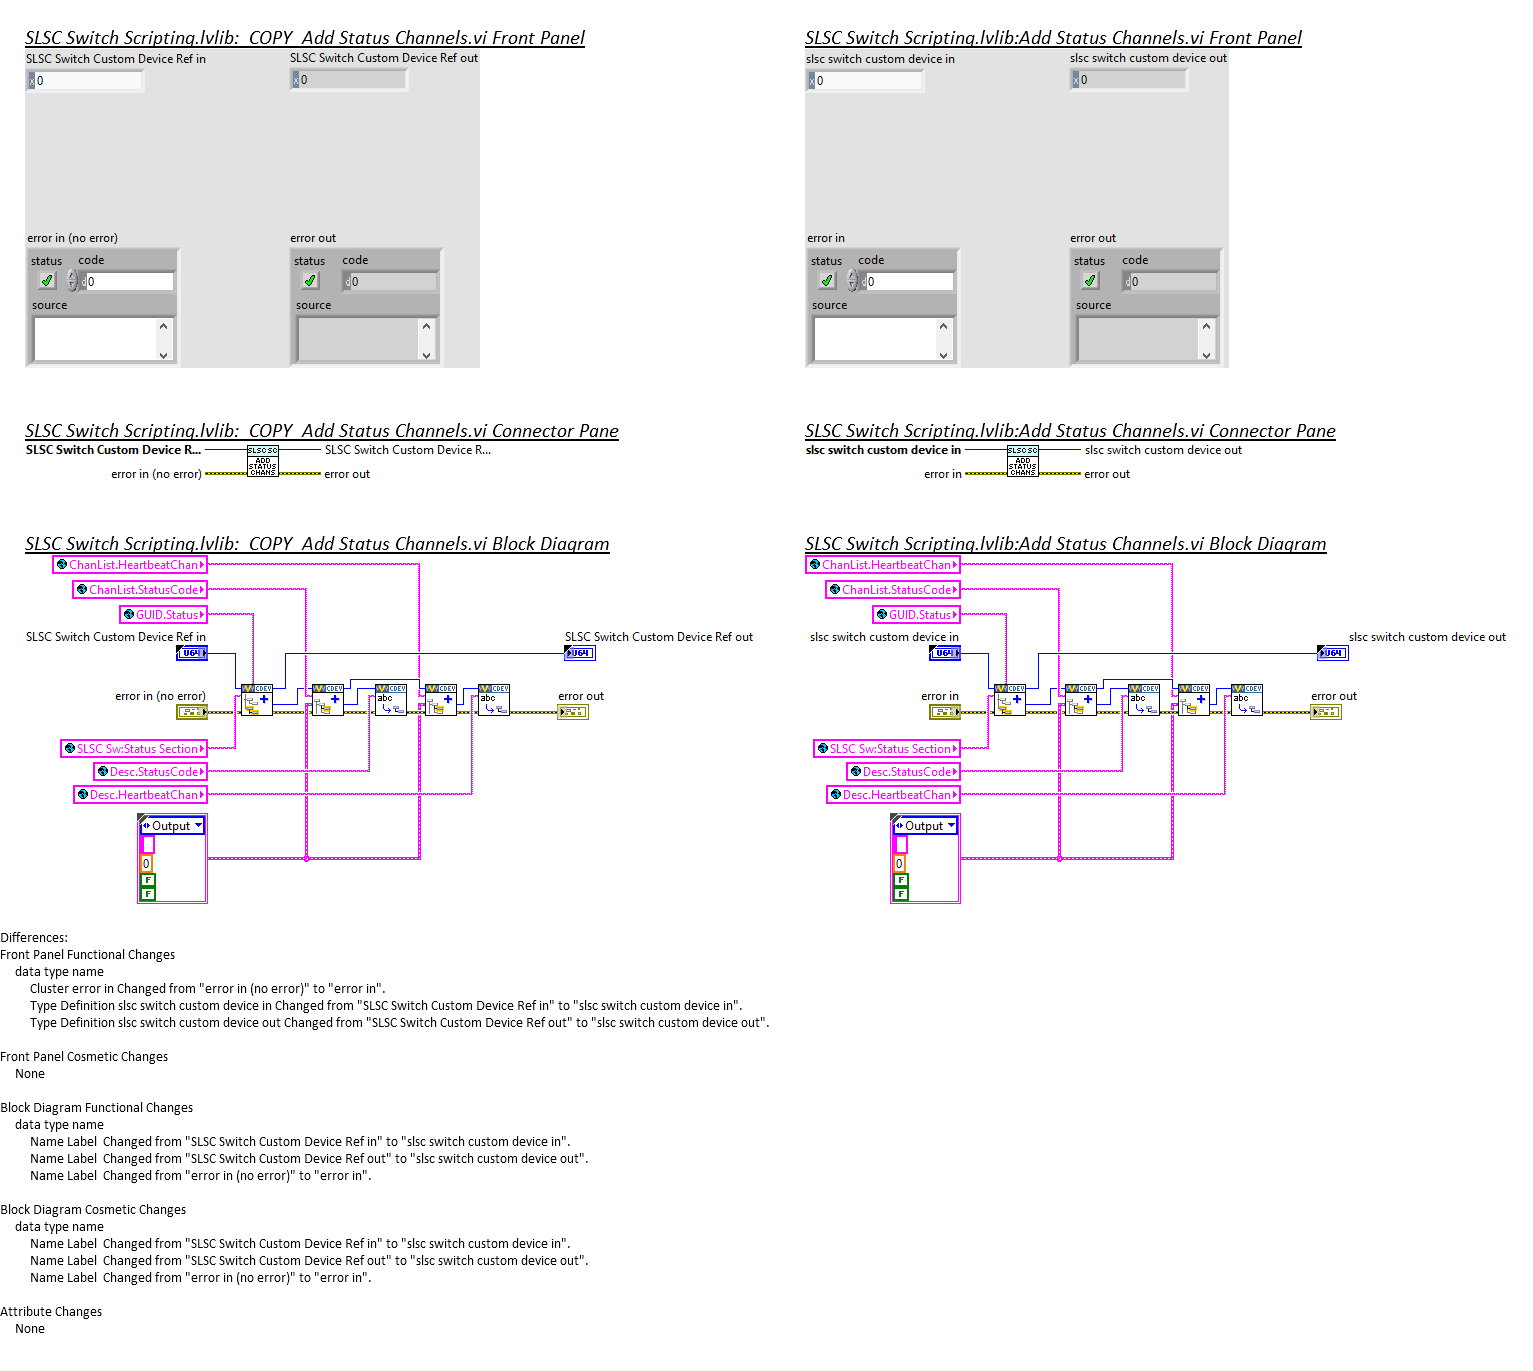 SLSC Switch Scripting.lvlib:_COPY_Add Status Channels.vi Front Panel
SLSC Switch Custom Device Ref in
SLSC Switch Custom Device Ref out
x 0
x 0
error in (no error)
error out
status
code
status
code
d 0
d 0
source
source
SLSC Switch Scripting.lvlib:Add Status Channels.vi Front Panel
slsc switch custom device in
slsc switch custom device out
x 0
x 0
error in
error out
status
code
status
code
d 0
d 0
source
source
SLSC Switch Scripting.lvlib:_COPY_Add Status Channels.vi Connector Pane
SLSC Switch Custom Device R...
SLSC SC
ADD
STATUS
CHANS
SLSC Switch Custom Device R...
error in (no error)
error out
SLSC Switch Scripting.lvlib:Add Status Channels.vi Connector Pane
slsc switch custom device in
SLSC SC
ADD
STATUS
CHANS
slsc switch custom device out
error in
error out
SLSC Switch Scripting.lvlib:_COPY_Add Status Channels.vi Block Diagram
ChanList.HeartbeatChan
ChanList.StatusCode
GUID.Status
SLSC Switch Custom Device Ref in
SLSC Switch Custom Device Ref out
U64
U64
error in (no error)
CDEV
CDEV
CDEV
abc
CDEV
CDEV
abc
error out
SLSC Sw:Status Section
Desc.StatusCode
Desc.HeartbeatChan
Output
0
F
F
SLSC Switch Scripting.lvlib:Add Status Channels.vi Block Diagram
ChanList.HeartbeatChan
ChanList.StatusCode
GUID.Status
slsc switch custom device in
slsc switch custom device out
U64
U64
error in
CDEV
CDEV
CDEV
abc
CDEV
CDEV
abc
error out
SLSC Sw:Status Section
Desc.StatusCode
Desc.HeartbeatChan
Output
0
F
F
Differences:
Front Panel Functional Changes
data type name
Cluster error in Changed from "error in (no error)" to "error in".
Type Definition slsc switch custom device in Changed from "SLSC Switch Custom Device Ref in" to "slsc switch custom device in".
Type Definition slsc switch custom device out Changed from "SLSC Switch Custom Device Ref out" to "slsc switch custom device out".
Front Panel Cosmetic Changes
None
Block Diagram Functional Changes
data type name
Name Label  Changed from "SLSC Switch Custom Device Ref in" to "slsc switch custom device in".
Name Label  Changed from "SLSC Switch Custom Device Ref out" to "slsc switch custom device out".
Name Label  Changed from "error in (no error)" to "error in".
Block Diagram Cosmetic Changes
data type name
Name Label  Changed from "SLSC Switch Custom Device Ref in" to "slsc switch custom device in".
Name Label  Changed from "SLSC Switch Custom Device Ref out" to "slsc switch custom device out".
Name Label  Changed from "error in (no error)" to "error in".
Attribute Changes
None